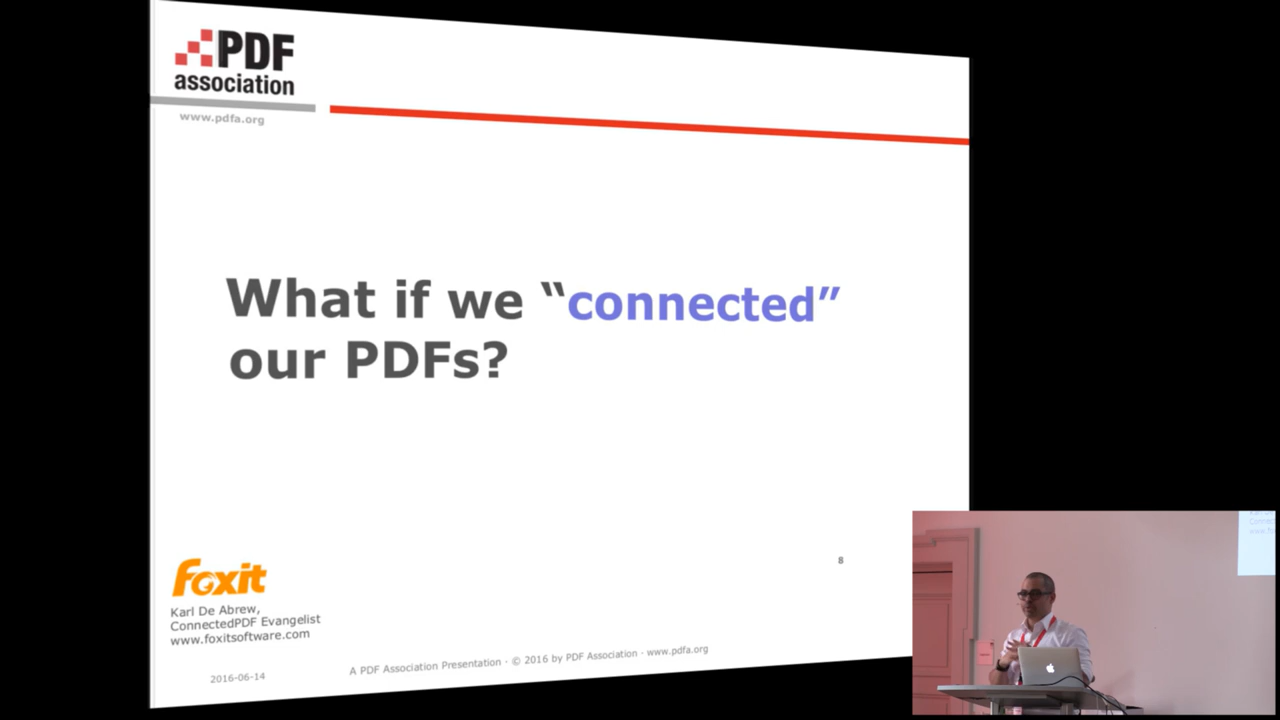 PDF
association
www.pdfa.org
What if we “connected”
our PDFs?
8
Foxit
Karl De Abrew,
ConnectedPDF Evangelist
www.foxitsoftware.com
2016-06-14
A PDF Association Presentation · © 2016 by PDF Association · www.pdfa.org